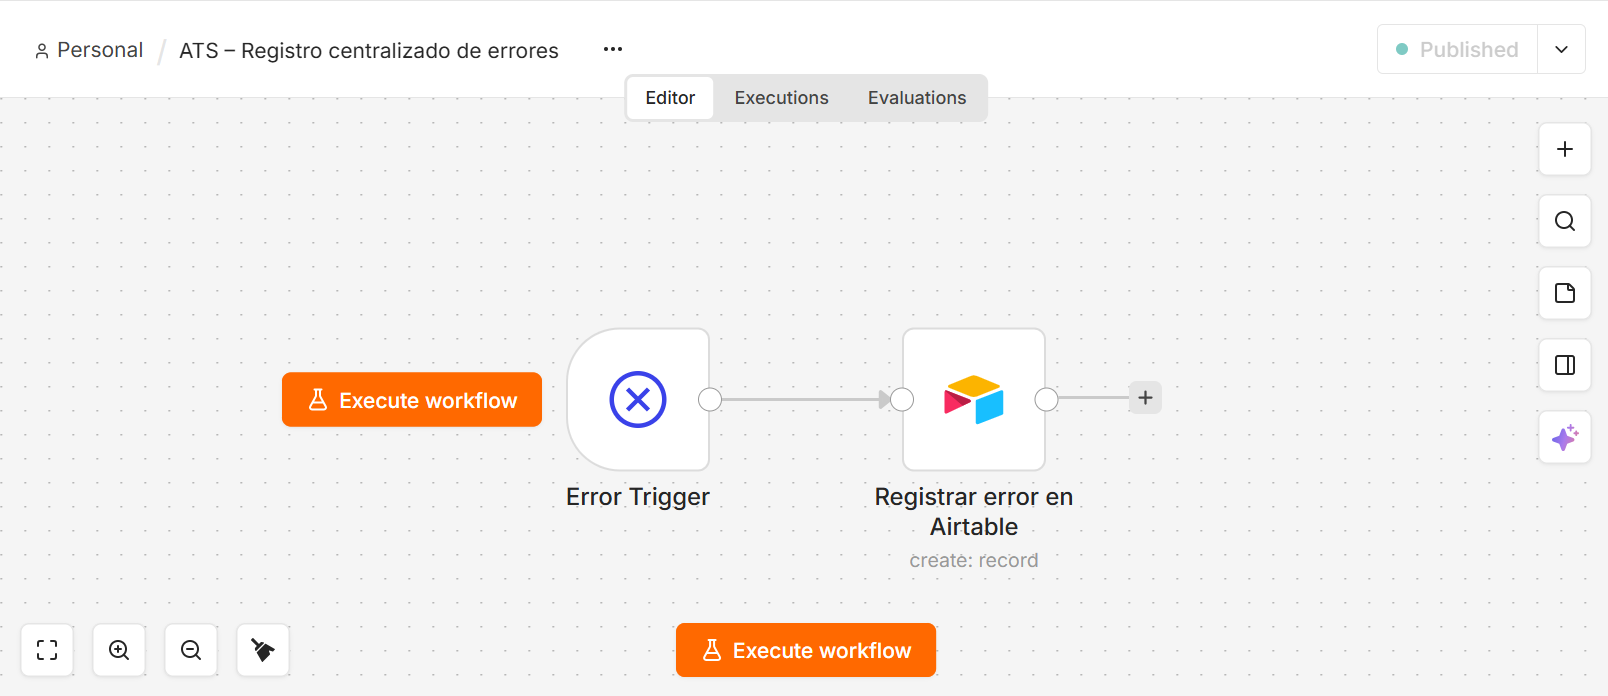 Personal / ATS – Registro centralizado de errores ...
Published
Editor Executions Evaluations
Execute workflow
Error Trigger
Registrar error en
Airtable
create: record
Execute workflow